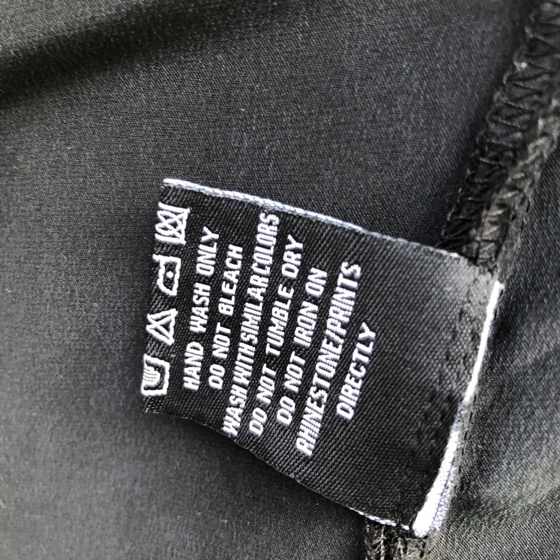 HAND WASH ONLY
DO NOT BLEACH
WASH WITH SIMILAR COLORS
DO NOT TUMBLE DRY
DO NOT IRON ON
RHINESTONE/PRINTS
DIRECTLY